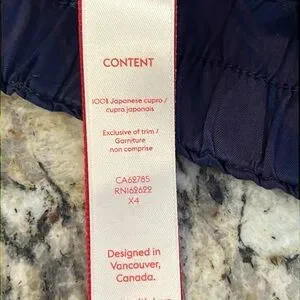 CONTENT
100% Japanese cupro /
cupro japonais
Exclusive of trim /
Garniture
non comprise
CA62785
RN162622
X4
Designed in
Vancouver,
Canada.